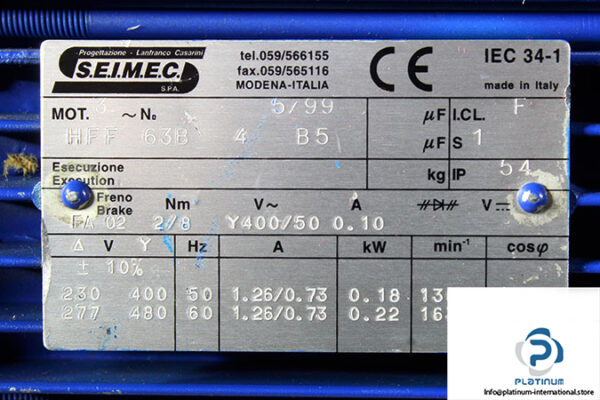 Progettazione - Lanfranco Casarini
S.E.I.M.E.C.
S.P.A.
tel.059/566155
fax.059/565116
MODENA-ITALIA
CE
IEC 34-1
made in Italy
MOT. 3 ~ No 5/99 µF I.CL. F
HFF 63B 4 B5 µF S 1
Esecuzione
Execution kg IP 54
Freno
Brake Nm V~ A V
FA 02 2/8 Y400/50 0.10
Δ V Y Hz A kW min-1 cosφ
± 10%
230 400 50 1.26/0.73 0.18
277 480 60 1.26/0.73 0.22
PLATINUM
Info@platinum-international.store